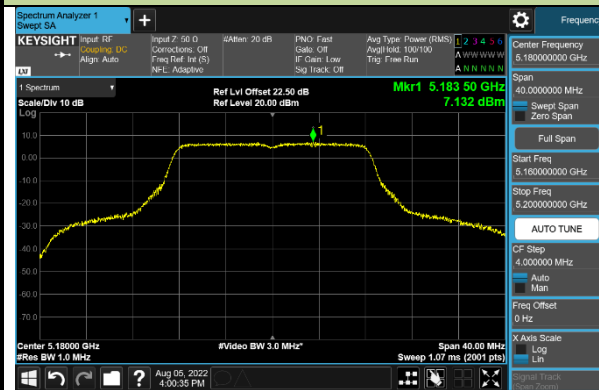 Spectrum Analyzer 1
Swept SA
+
Frequency
KEYSIGHT
Input: RF
Coupling: DC
Align: Auto
Input Z: 50 Ω
Corrections: Off
Freq Ref: Int (S)
NFE: Adaptive
#Atten: 20 dB
PNO: Fast
Gate: Off
IF Gain: Low
Sig Track: Off
Avg Type: Power (RMS)
Avg|Hold: 100/100
Trig: Free Run
1 2 3 4 5 6
A W W W W W
A N N N N N
LXI
1 Spectrum
Scale/Div 10 dB
Log
Ref Lvl Offset 22.50 dB
Ref Level 20.00 dBm
Mkr1 5.183 50 GHz
7.132 dBm
1
10.0
0.00
-10.0
-20.0
-30.0
-40.0
-50.0
-60.0
-70.0
Center 5.18000 GHz
#Res BW 1.0 MHz
#Video BW 3.0 MHz*
Span 40.00 MHz
Sweep 1.07 ms (2001 pts)
Center Frequency
5.180000000 GHz
Span
40.0000000 MHz
Swept Span
Zero Span
Full Span
Start Freq
5.160000000 GHz
Stop Freq
5.200000000 GHz
AUTO TUNE
CF Step
4.000000 MHz
Auto
Man
Freq Offset
0 Hz
X Axis Scale
Log
Lin
Signal Track
(Span Zoom)
?
Aug 05, 2022
4:00:35 PM